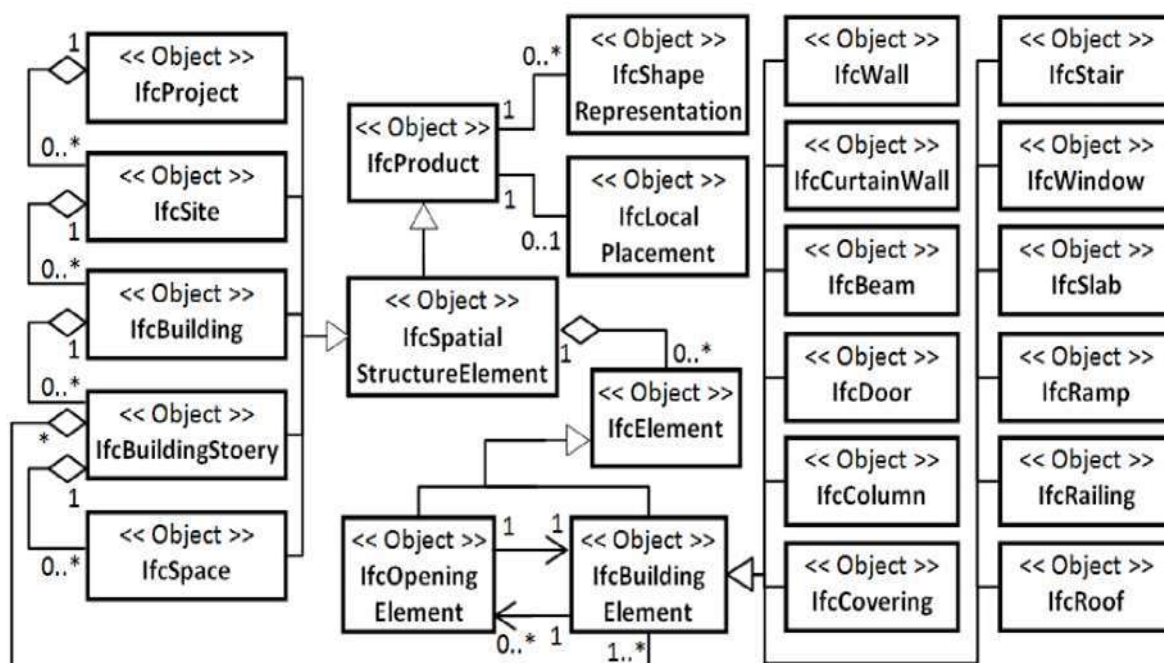 1
<< Object >>
IfcProject
0..*
<< Object >>
IfcSite
1
0..*
<< Object >>
IfcBuilding
1
0..*
<< Object >>
IfcBuildingStoery
*
1
<< Object >>
IfcSpace
0..*
<< Object >>
IfcProduct
1
0..*
<< Object >>
IfcShape
Representation
1
0..1
<< Object >>
IfcLocal
Placement
<< Object >>
IfcSpatial
StructureElement
1
0..*
<< Object >>
IfcElement
<< Object >>
IfcOpening
Element
1
1
0..*
1
<< Object >>
IfcBuilding
Element
1..*
<< Object >>
IfcWall
<< Object >>
IfcCurtainWall
<< Object >>
IfcBeam
<< Object >>
IfcDoor
<< Object >>
IfcColumn
<< Object >>
IfcCovering
<< Object >>
IfcStair
<< Object >>
IfcWindow
<< Object >>
IfcSlab
<< Object >>
IfcRamp
<< Object >>
IfcRailing
<< Object >>
IfcRoof